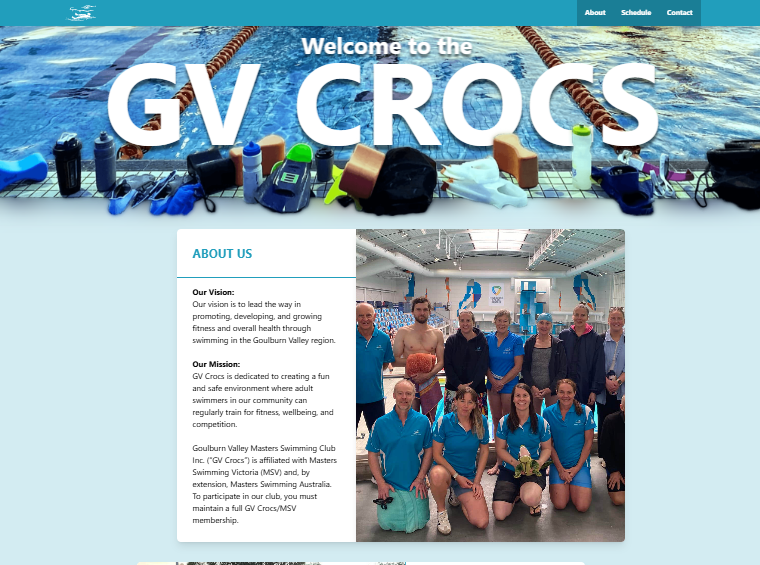 About Schedule Contact
Welcome to the
GV CROCS
ABOUT US
Our Vision:
Our vision is to lead the way in
promoting, developing, and growing
fitness and overall health through
swimming in the Goulburn Valley region.
Our Mission:
GV Crocs is dedicated to creating a fun
and safe environment where adult
swimmers in our community can
regularly train for fitness, wellbeing, and
competition.
Goulburn Valley Masters Swimming Club
Inc. ("GV Crocs") is affiliated with Masters
Swimming Victoria (MSV) and, by
extension, Masters Swimming Australia.
To participate in our club, you must
maintain a full GV Crocs/MSV
membership.